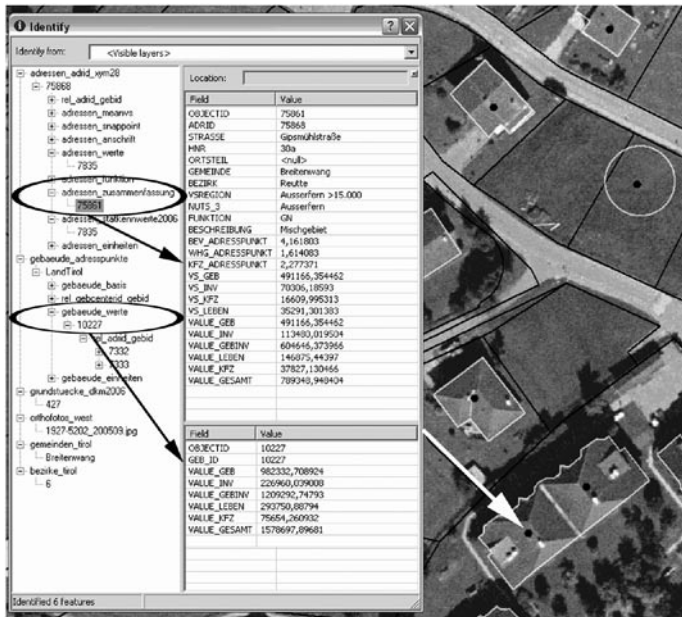 Identify
Identify from: <Visible layers>
adressen_adrid_xym28
75868
rel_adrid_gebid
adressen_meanvs
adressen_snappoint
adressen_anschrift
adressen_werte
7835
adressen_funktion
adressen_zusammenfassung
75861
adressen_statkennwerte2006
7835
adressen_einheiten
gebaeude_adresspunkte
LandTirol
gebaeude_basis
rel_gebcenterid_gebid
gebaeude_werte
10227
rel_adrid_gebid
7332
7333
gebaeude_einheiten
grundstuecke_dkm2006
427
orthofotos_west
1927-5202_200509.jpg
gemeinden_tirol
Breitenwang
bezirke_tirol
6
Location:
Field Value
OBJECTID 75861
ADRID 75868
STRASSE Gipsmühlstraße
HNR 30a
ORTSTEIL <null>
GEMEINDE Breitenwang
BEZIRK Reutte
VSREGION Ausserfern >15.000
NUTS_3 Ausserfern
FUNKTION GN
BESCHREIBUNG Mischgebiet
BEV_ADRESSPUNKT 4,161803
WHG_ADRESSPUNKT 1,614083
KFZ_ADRESSPUNKT 2,277371
VS_GEB 491166,354462
VS_INV 70306,18593
VS_KFZ 16609,995313
VS_LEBEN 35291,301383
VALUE_GEB 491166,354462
VALUE_INV 113480,019504
VALUE_GEBINV 604646,373966
VALUE_LEBEN 146875,44397
VALUE_KFZ 37827,130466
VALUE_GESAMT 789348,948404
Field Value
OBJECTID 10227
GEB_ID 10227
VALUE_GEB 982332,708924
VALUE_INV 226960,039008
VALUE_GEBINV 1209292,74793
VALUE_LEBEN 293750,88794
VALUE_KFZ 75654,260932
VALUE_GESAMT 1578697,89681
Identified 6 features